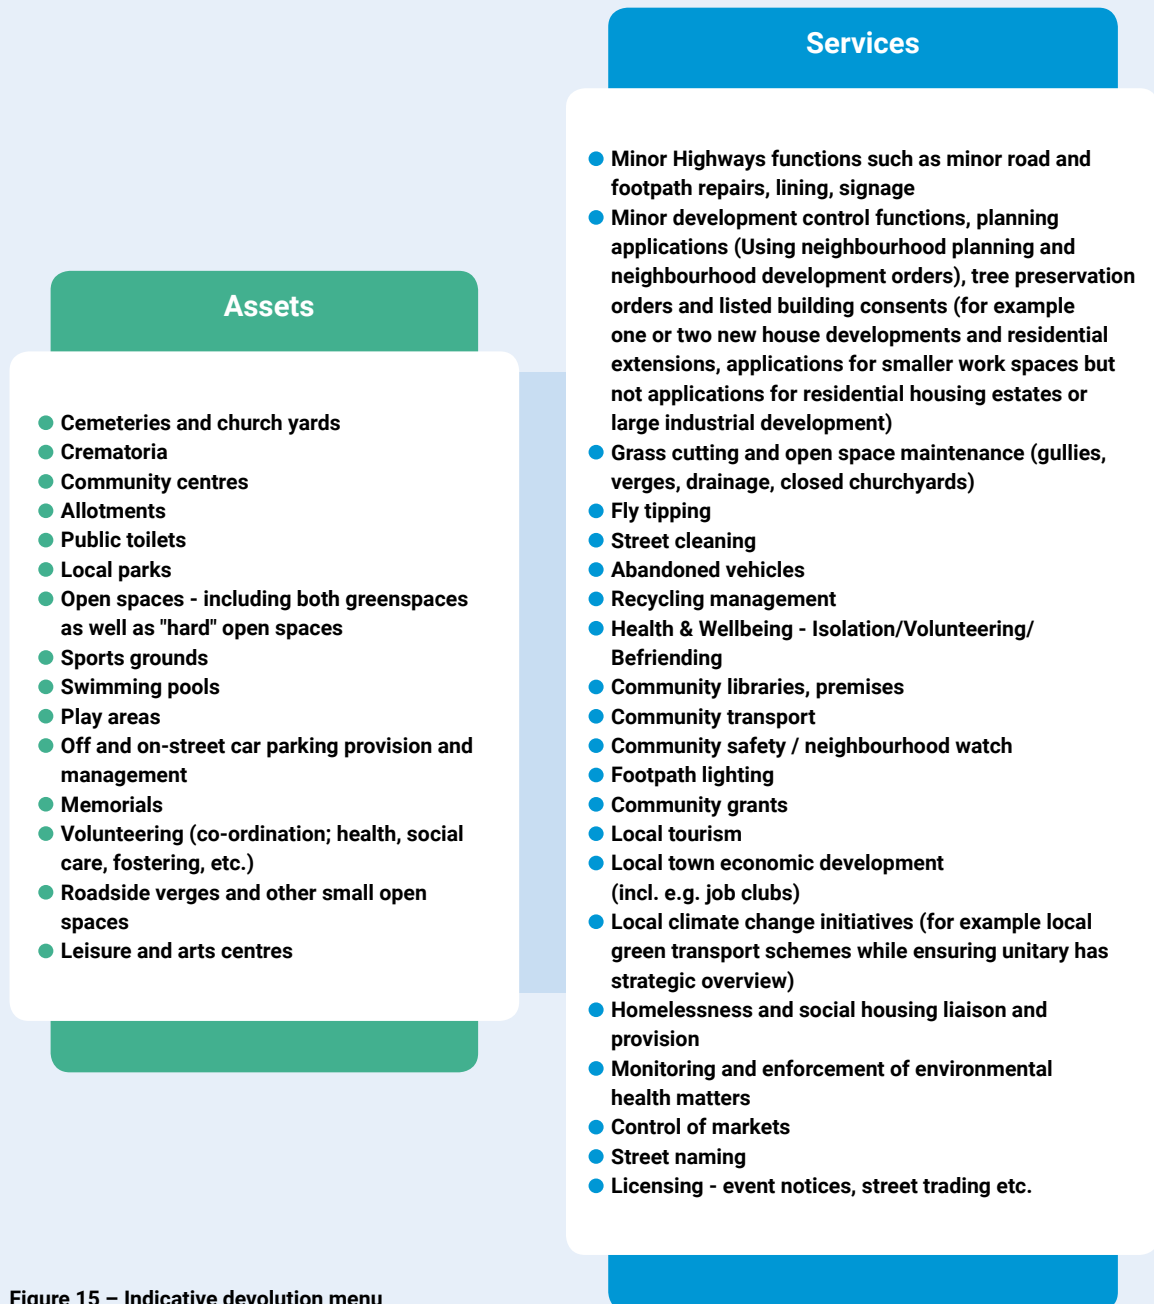 Assets
● Cemeteries and church yards
● Crematoria
● Community centres
● Allotments
● Public toilets
● Local parks
● Open spaces - including both greenspaces
as well as "hard" open spaces
● Sports grounds
● Swimming pools
● Play areas
● Off and on-street car parking provision and
management
● Memorials
● Volunteering (co-ordination; health, social
care, fostering, etc.)
● Roadside verges and other small open
spaces
● Leisure and arts centres
Services
● Minor Highways functions such as minor road and
footpath repairs, lining, signage
● Minor development control functions, planning
applications (Using neighbourhood planning and
neighbourhood development orders), tree preservation
orders and listed building consents (for example
one or two new house developments and residential
extensions, applications for smaller work spaces but
not applications for residential housing estates or
large industrial development)
● Grass cutting and open space maintenance (gullies,
verges, drainage, closed churchyards)
● Fly tipping
● Street cleaning
● Abandoned vehicles
● Recycling management
● Health & Wellbeing - Isolation/Volunteering/
Befriending
● Community libraries, premises
● Community transport
● Community safety / neighbourhood watch
● Footpath lighting
● Community grants
● Local tourism
● Local town economic development
(incl. e.g. job clubs)
● Local climate change initiatives (for example local
green transport schemes while ensuring unitary has
strategic overview)
● Homelessness and social housing liaison and
provision
● Monitoring and enforcement of environmental
health matters
● Control of markets
● Street naming
● Licensing - event notices, street trading etc.
Figure 15 – Indicative devolution menu